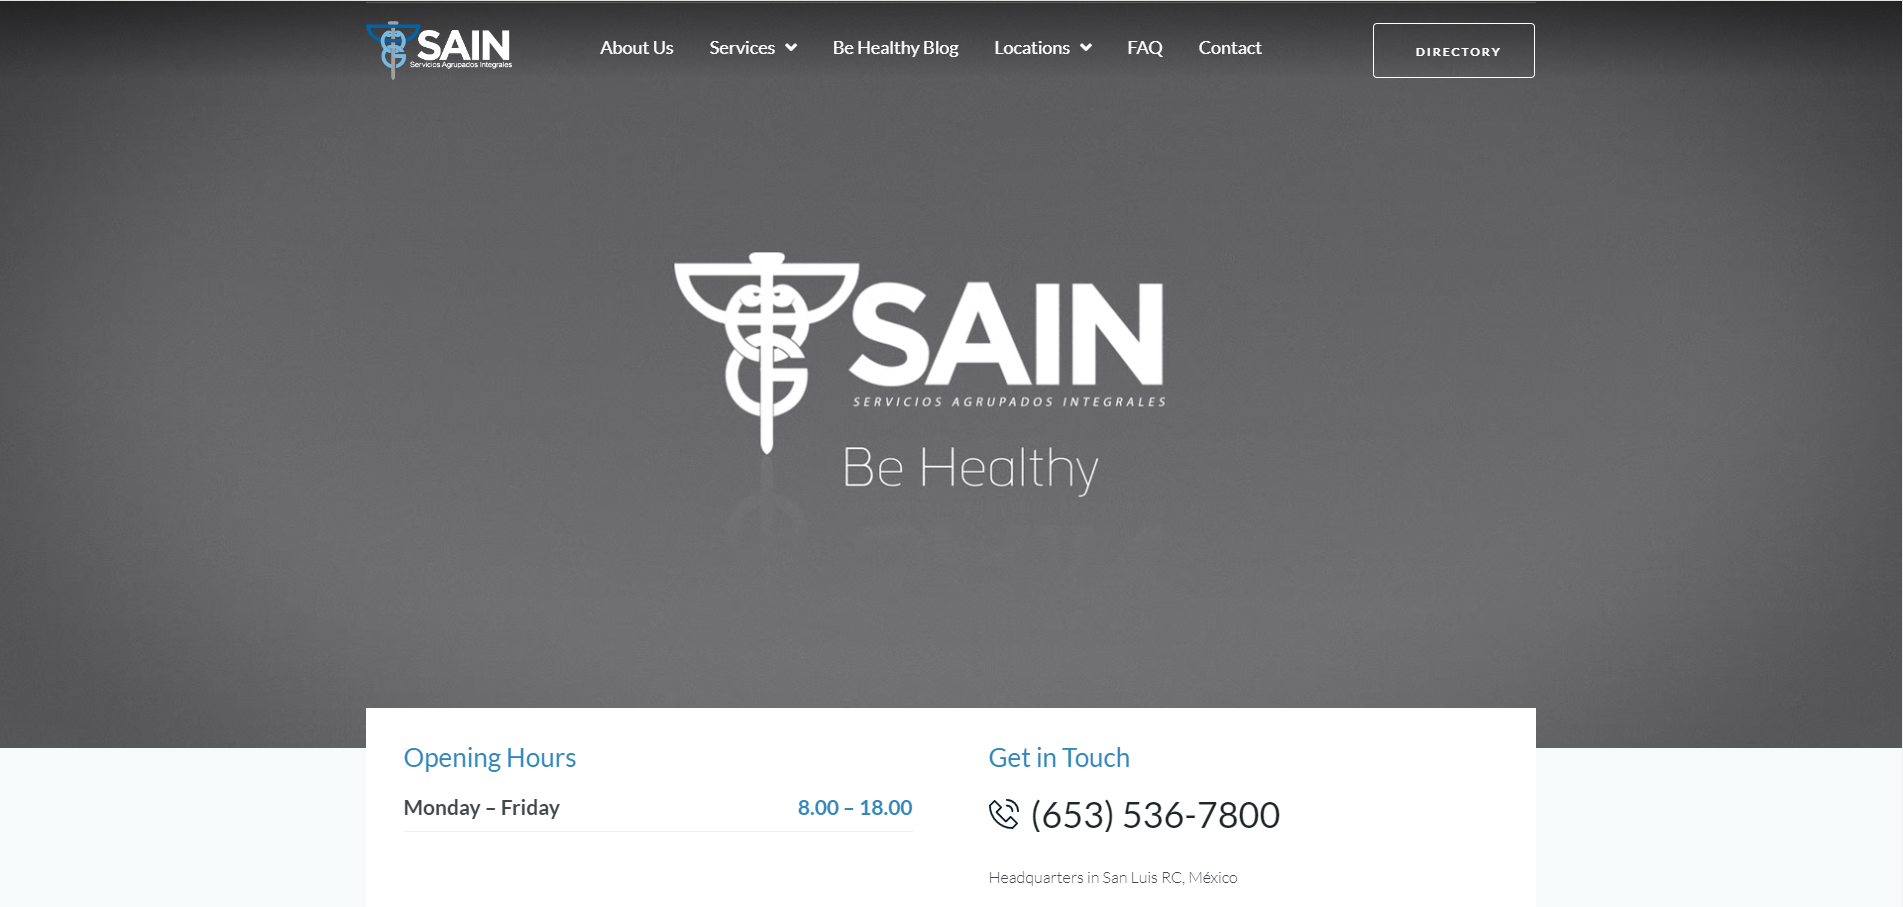 SAIN
Servicios Agrupados Integrales
About Us
Services
Be Healthy Blog
Locations
FAQ
Contact
DIRECTORY
SAIN
SERVICIOS AGRUPADOS INTEGRALES
Be Healthy
Opening Hours
Monday – Friday 8.00 – 18.00
Get in Touch
(653) 536-7800
Headquarters in San Luis RC, México